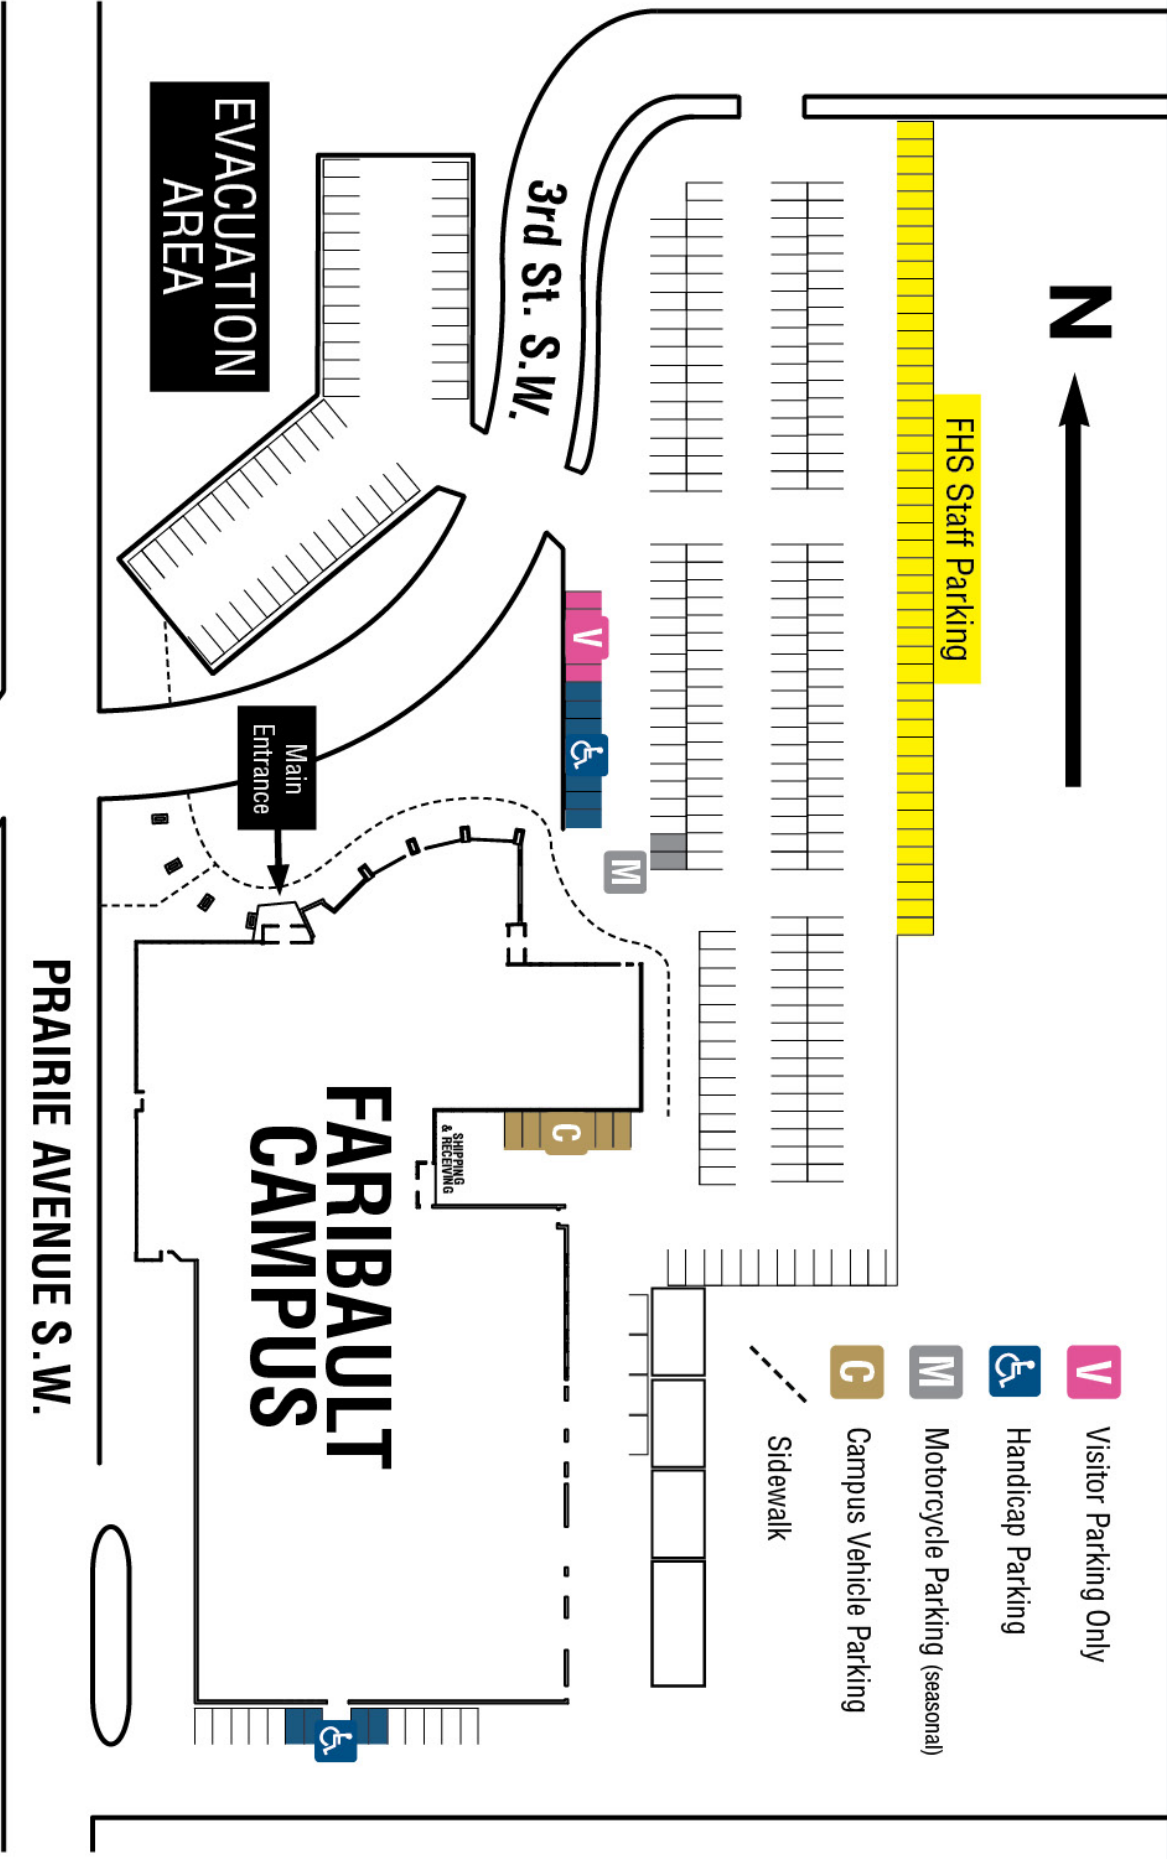 N
FHS Staff Parking
3rd St. S.W.
EVACUATION
AREA
V
M
Main
Entrance
C
SHIPPING
& RECEIVING
FARIBAULT
CAMPUS
PRAIRIE AVENUE S.W.
V Visitor Parking Only
Handicap Parking
M Motorcycle Parking (seasonal)
C Campus Vehicle Parking
Sidewalk